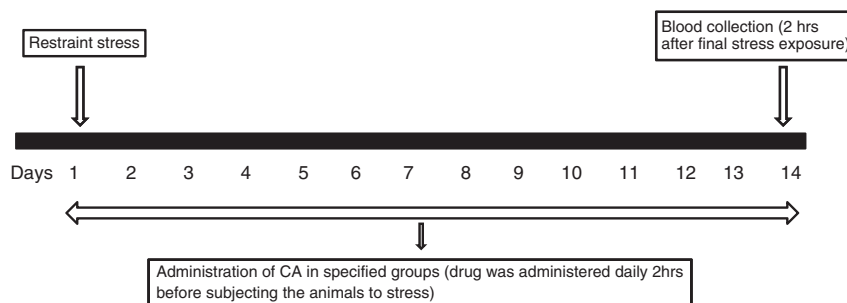 Restraint stress
Blood collection (2 hrs
after final stress exposure)
Days 1 2 3 4 5 6 7 8 9 10 11 12 13 14
Administration of CA in specified groups (drug was administered daily 2hrs
before subjecting the animals to stress)